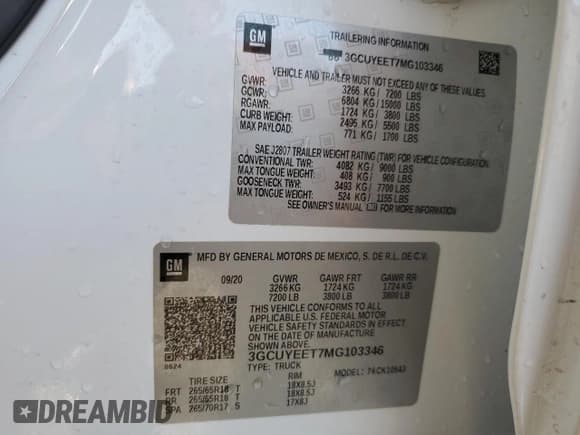 GM
TRAILERING INFORMATION
3GCUYEET7MG103346
VEHICLE AND TRAILER MUST NOT EXCEED ANY OF THESE RATINGS
GVWR: 3266 KG / 7200 LBS
GCWR: 6804 KG / 15000 LBS
RGAWR: 1724 KG / 3800 LBS
CURB WEIGHT: 2495 KG / 5500 LBS
MAX PAYLOAD: 771 KG / 1700 LBS
SAE J2807 TRAILER WEIGHT RATING (TWR) FOR VEHICLE CONFIGURATION.
CONVENTIONAL TWR: 4082 KG / 9000 LBS
MAX TONGUE WEIGHT: 408 KG / 900 LBS
GOOSENECK TWR: 3493 KG / 7700 LBS
MAX TONGUE WEIGHT: 524 KG / 1155 LBS
SEE OWNER'S MANUAL FOR MORE INFORMATION.
GM
MFD BY GENERAL MOTORS DE MEXICO, S. DE R.L. DE C.V.
09/20 GVWR GAWR FRT GAWR RR
3266 KG 1724 KG 1724 KG
7200 LB 3800 LB 3800 LB
THIS VEHICLE CONFORMS TO ALL
APPLICABLE U.S. FEDERAL MOTOR
VEHICLE SAFETY STANDARDS IN EFFECT
ON THE DATE OF MANUFACTURE
SHOWN ABOVE.
3GCUYEET7MG103346
0624
TYPE: TRUCK MODEL:
TIRE SIZE RIM
FRT 265/65R18 T 18X8.5J
RR 265/65R18 T 18X8.5J
SPA 265/70R17 S 17X8J
DREAMBID